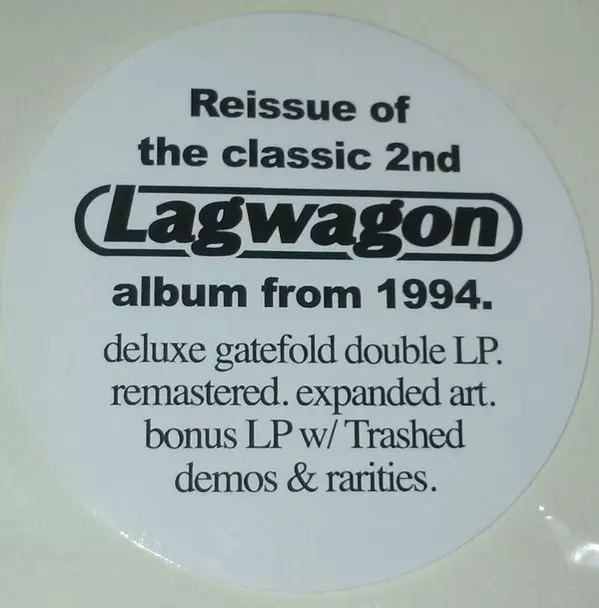 Reissue of
the classic 2nd
Lagwagon
album from 1994.
deluxe gatefold double LP.
remastered. expanded art.
bonus LP w/ Trashed
demos & rarities.